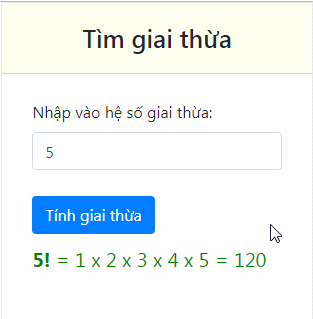 Tìm giai thừa
Nhập vào hệ số giai thừa:
5
Tính giai thừa
5! = 1 x 2 x 3 x 4 x 5 = 120